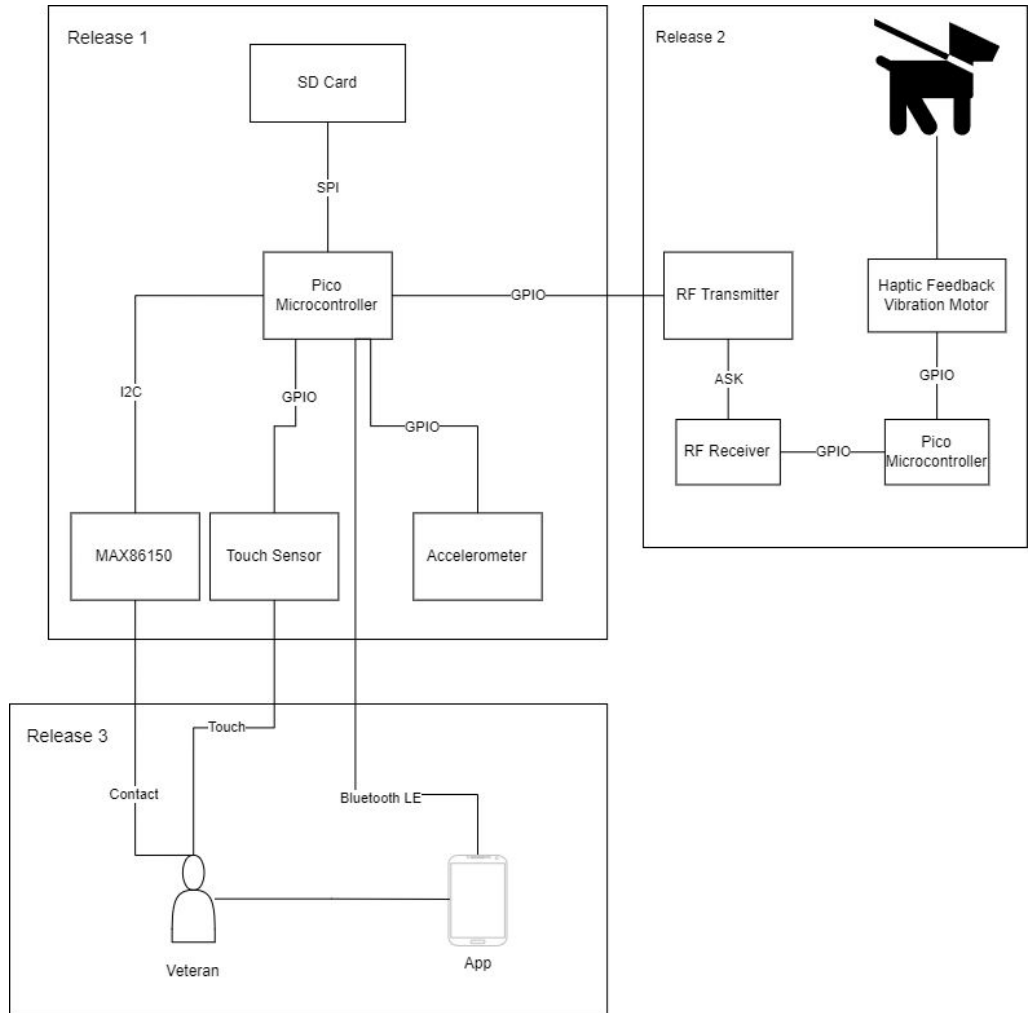 Release 1
SD Card
SPI
Pico
Microcontroller
GPIO
I2C
GPIO
GPIO
MAX86150
Touch Sensor
Accelerometer
Release 2
RF Transmitter
Haptic Feedback
Vibration Motor
ASK
GPIO
RF Receiver
GPIO
Pico
Microcontroller
Release 3
Touch
Contact
Bluetooth LE
Veteran
App